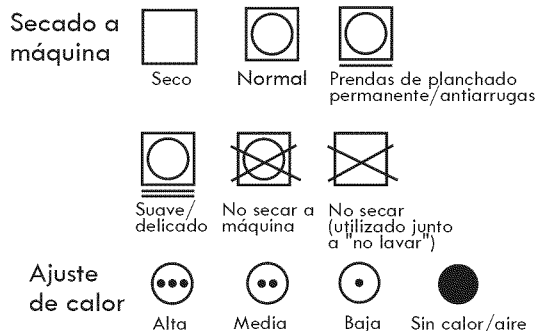 Secado a
máquina
Seco
Normal
Prendas de planchado
permanente/antiarrugas
Suave/
delicado
No secar a
máquina
No secar
(utilizado junto
a "no lavar")
Ajuste
de calor
Alta
Media
Baja
Sin calor/aire